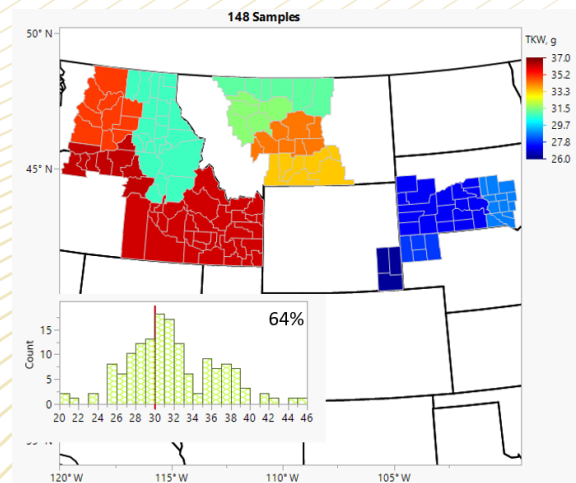 148 Samples
50° N
TKW, g
37.0
35.2
33.3
31.5
29.7
27.8
26.0
45° N
64%
Count
15
10
5
0
20 22 24 26 28 30 32 34 36 38 40 42 44 46
120° W 115° W 110° W 105° W